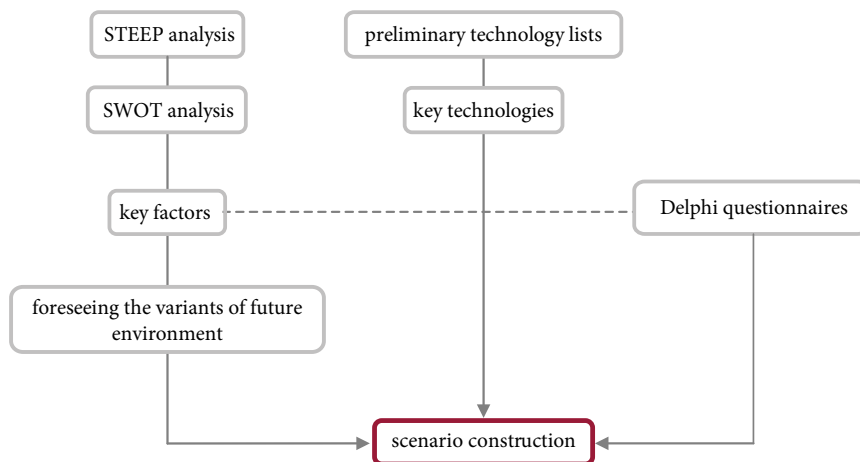 STEEP analysis
preliminary technology lists
SWOT analysis
key technologies
key factors
Delphi questionnaires
foreseeing the variants of future
environment
scenario construction